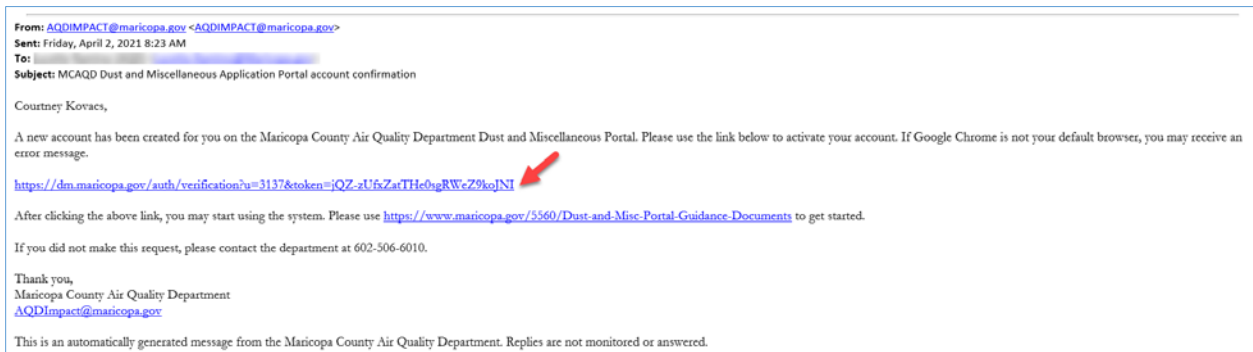 From: AQDIMPACT@maricopa.gov <AQDIMPACT@maricopa.gov>
Sent: Friday, April 2, 2021 8:23 AM
To:
Subject: MCAQD Dust and Miscellaneous Application Portal account confirmation
Courtney Kovacs,
A new account has been created for you on the Maricopa County Air Quality Department Dust and Miscellaneous Portal. Please use the link below to activate your account. If Google Chrome is not your default browser, you may receive an
error message.
https://dm.maricopa.gov/auth/verification?u=3137&token=jQZ-zUfxZatTHe0sgRWeZ9koJNI
After clicking the above link, you may start using the system. Please use https://www.maricopa.gov/5560/Dust-and-Misc-Portal-Guidance-Documents to get started.
If you did not make this request, please contact the department at 602-506-6010.
Thank you,
Maricopa County Air Quality Department
AQDImpact@maricopa.gov
This is an automatically generated message from the Maricopa County Air Quality Department. Replies are not monitored or answered.